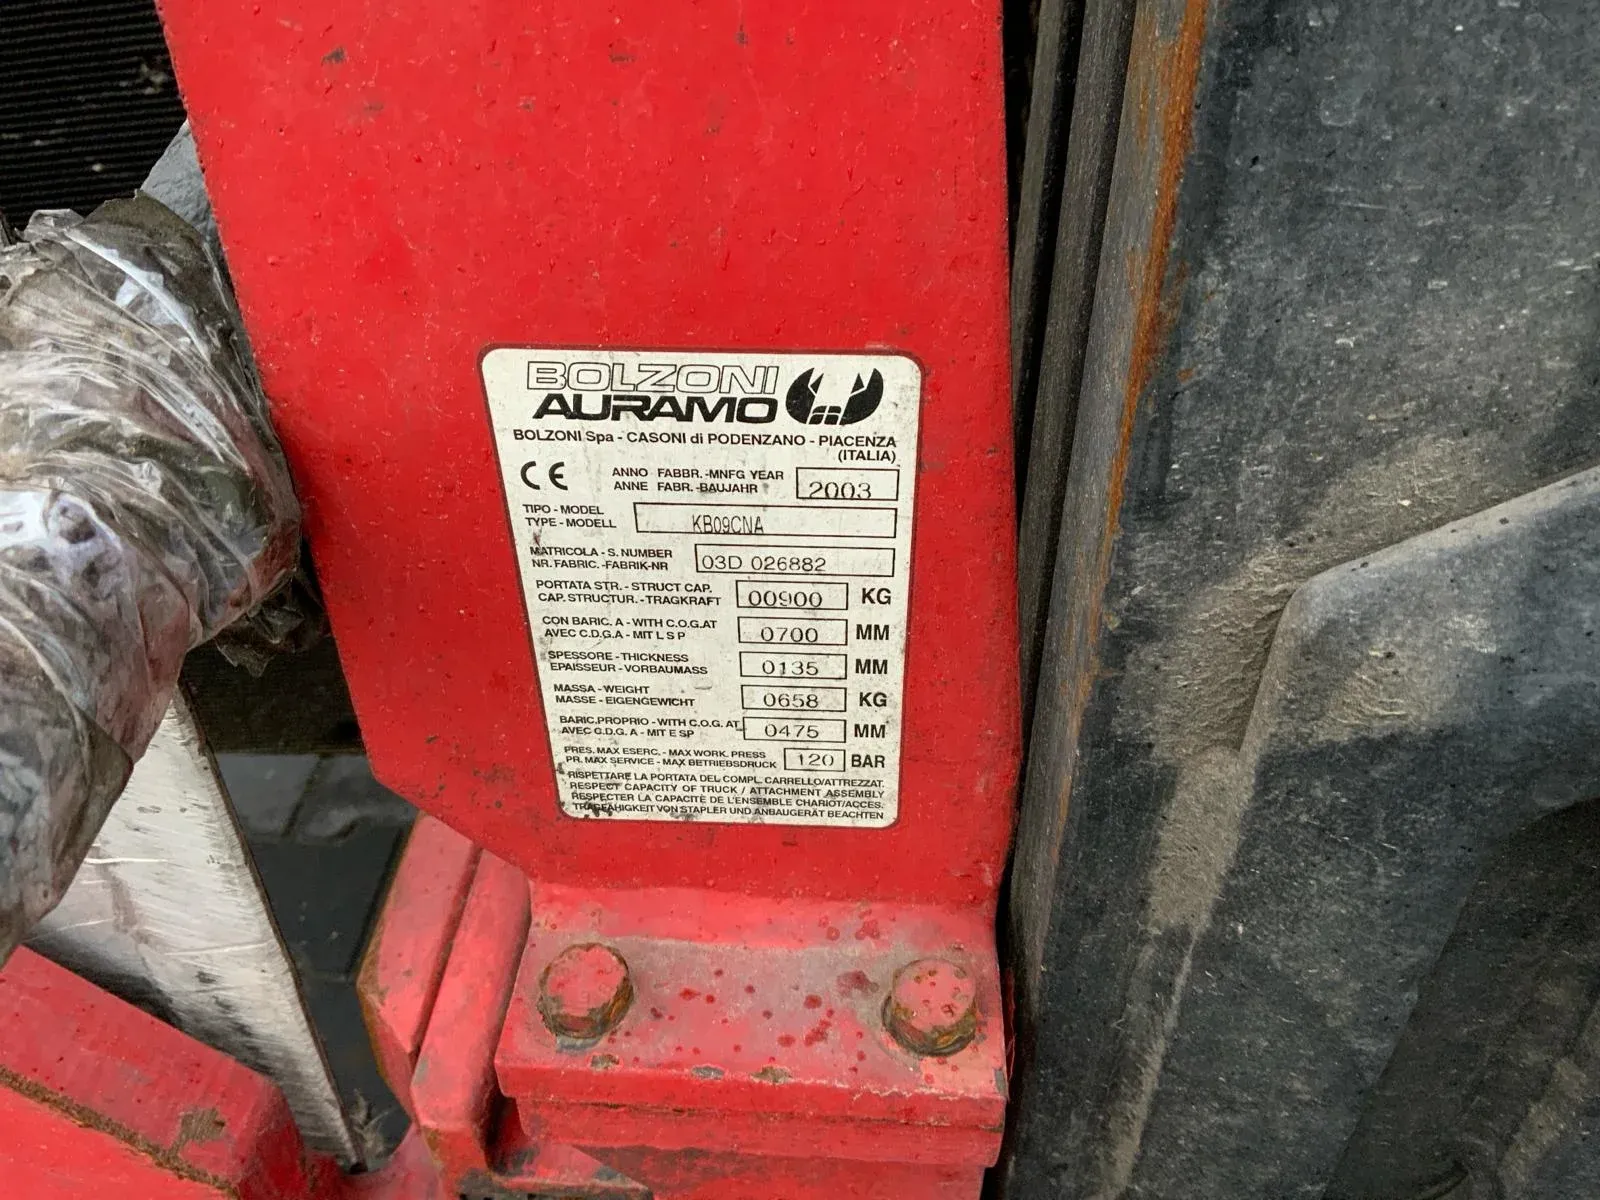 BOLZONI
AURAMO
BOLZONI Spa - CASONI di PODENZANO - PIACENZA
(ITALIA)
CE
ANNO FABBR.-MNFG YEAR
ANNE FABR.-BAUJAHR
2003
TIPO - MODEL
TYPE - MODELL
KB09CNA
MATRICOLA - S. NUMBER
NR. FABRIC. -FABRIK-NR
03D 026882
PORTATA STR. - STRUCT CAP.
CAP. STRUCTUR. - TRAGKRAFT
00900 KG
CON BARIC. A - WITH C.O.G.AT
AVEC C.D.G.A - MIT L S P
0700 MM
SPESSORE - THICKNESS
EPAISSEUR - VORBAUMASS
0135 MM
MASSA - WEIGHT
MASSE - EIGENGEWICHT
0658 KG
BARIC.PROPRIO - WITH C.O.G. AT
AVEC C.D.G. A - MIT E SP
0475 MM
PRES. MAX ESERC. - MAX WORK. PRESS
PR. MAX SERVICE - MAX BETRIEBSDRUCK
120 BAR
RISPETTARE LA PORTATA DEL COMPL. CARRELLO/ATTREZZAT.
RESPECT CAPACITY OF TRUCK / ATTACHMENT ASSEMBLY
RESPECTER LA CAPACITÉ DE L'ENSEMBLE CHARIOT/ACCES.
TRAGFÄHIGKEIT VON STAPLER UND ANBAUGERÄT BEACHTEN